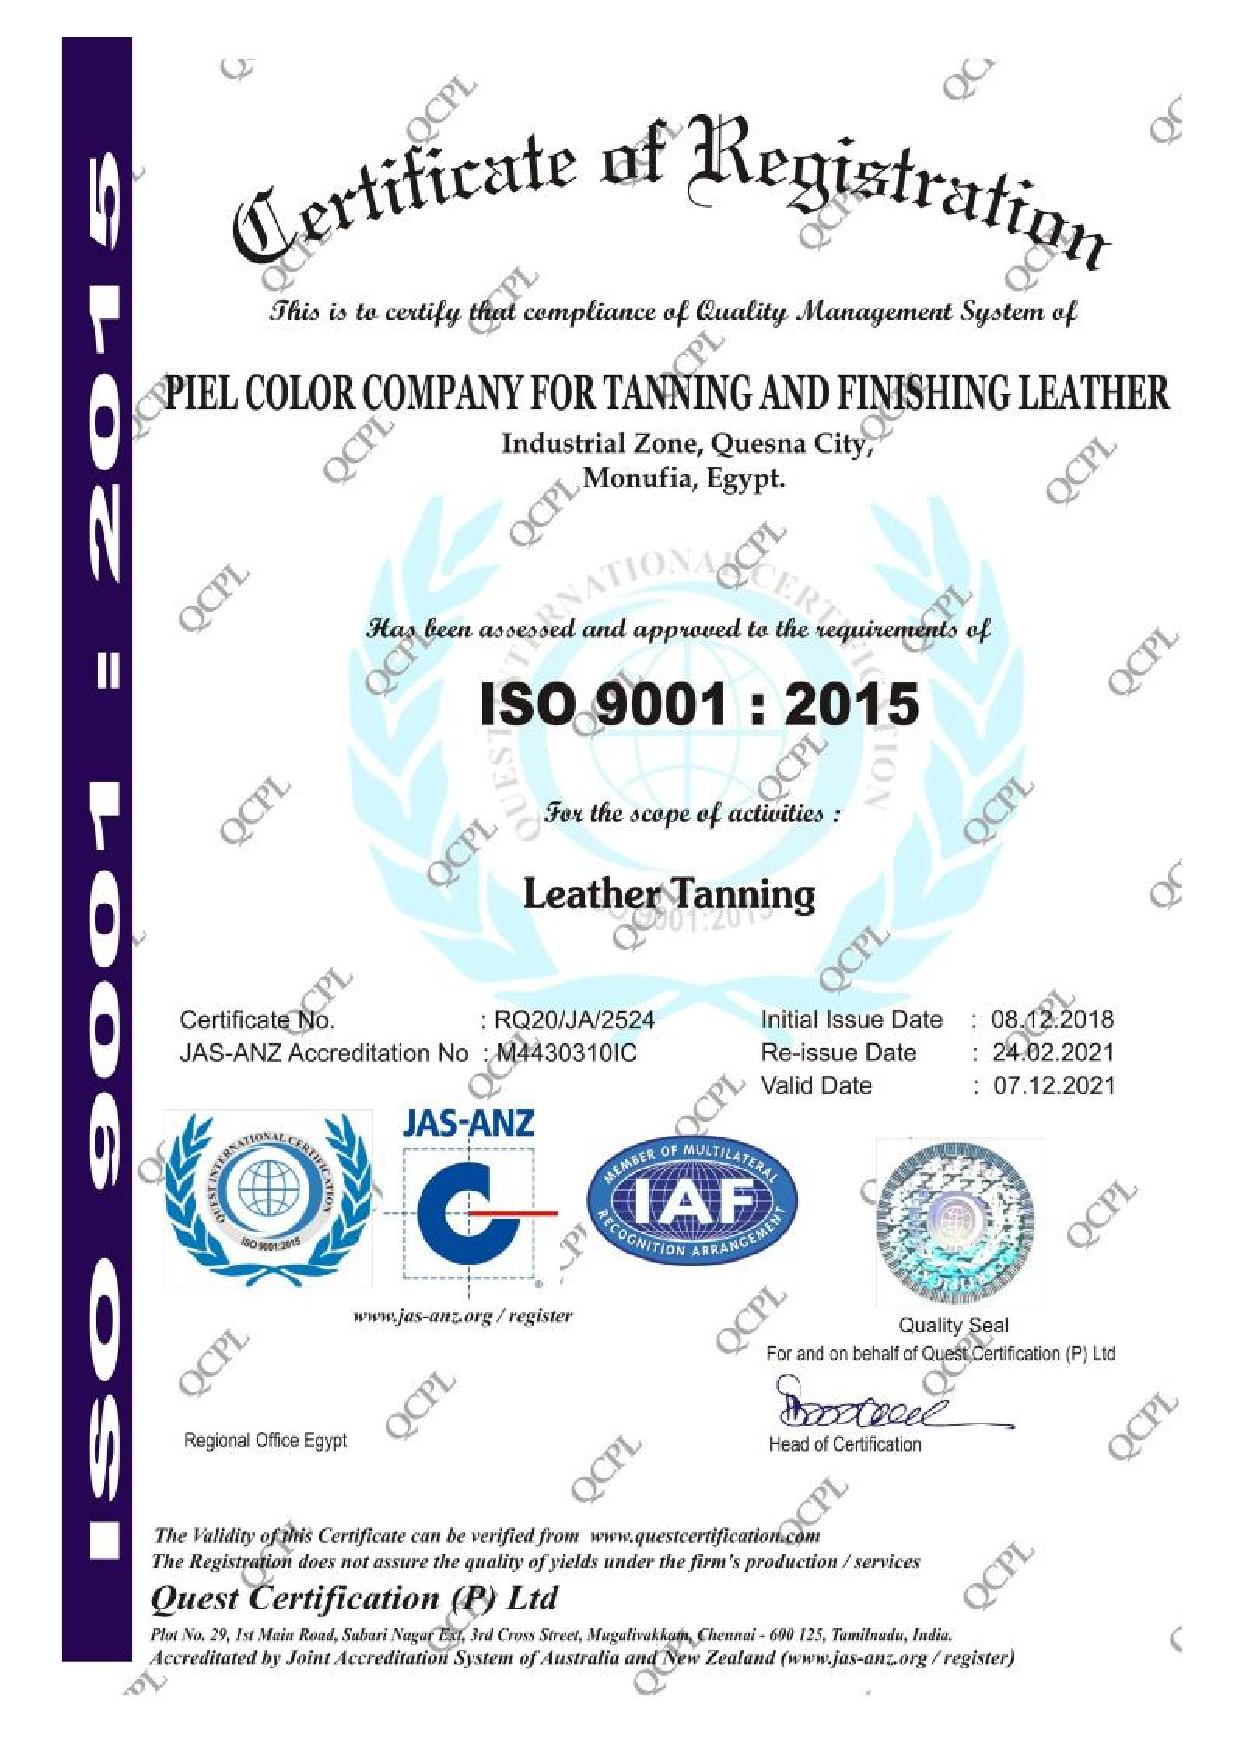 ISO 9001 : 2015
Certificate of Registration
This is to certify that compliance of Quality Management System of
PIEL COLOR COMPANY FOR TANNING AND FINISHING LEATHER
Industrial Zone, Quesna City,
Monufia, Egypt.
QUEST INTERNATIONAL CERTIFICATION
Has been assessed and approved to the requirements of
ISO 9001 : 2015
For the scope of activities :
Leather Tanning
ISO 9001:2015
Certificate No. : RQ20/JA/2524
JAS-ANZ Accreditation No : M4430310IC
Initial Issue Date : 08.12.2018
Re-issue Date : 24.02.2021
Valid Date : 07.12.2021
QUEST INTERNATIONAL CERTIFICATION
ISO 9001:2015
JAS-ANZ
C
®
www.jas-anz.org / register
MEMBER OF MULTILATERAL
IAF
RECOGNITION ARRANGEMENT
Quality Seal
For and on behalf of Quest Certification (P) Ltd
Head of Certification
Regional Office Egypt
The Validity of this Certificate can be verified from www.questcertification.com
The Registration does not assure the quality of yields under the firm's production / services
Quest Certification (P) Ltd
Plot No. 29, 1st Main Road, Sabari Nagar Ext, 3rd Cross Street, Mugalivakkam, Chennai - 600 125, Tamilnadu, India.
Accreditated by Joint Accreditation System of Australia and New Zealand (www.jas-anz.org / register)
QCPL